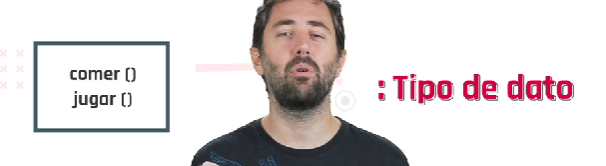 comer ()
jugar ()
: Tipo de dato